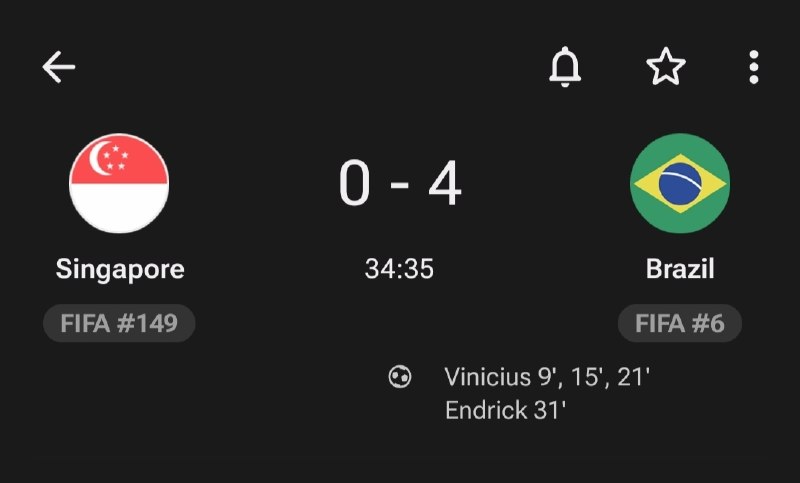 0 - 4
Singapore
34:35
Brazil
FIFA #149
FIFA #6
Vinicius 9', 15', 21'
Endrick 31'